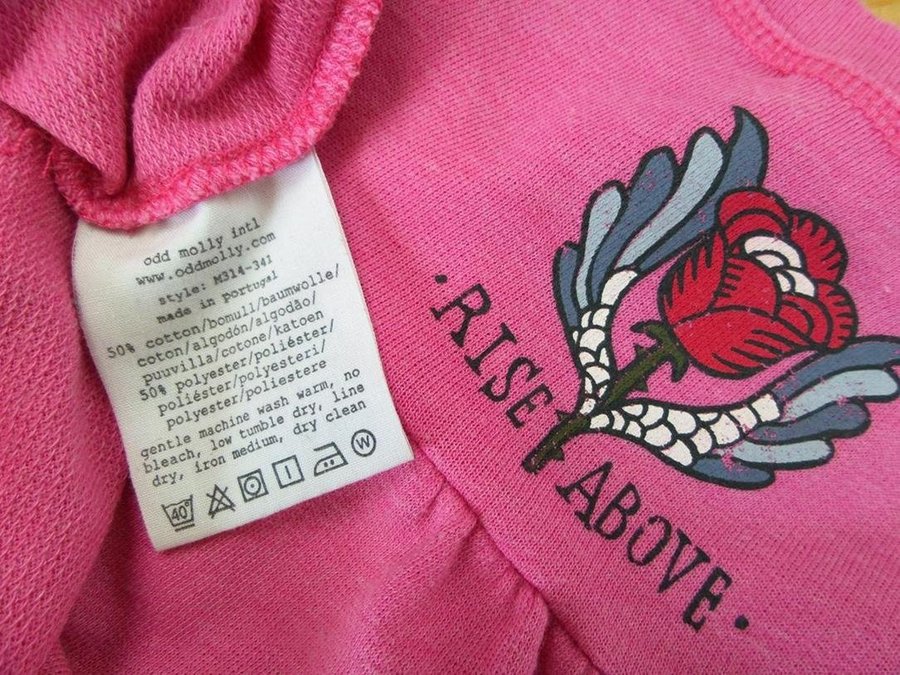 odd molly intl
www.oddmolly.com
style: M314-341
made in portugal
50% cotton/bomull/baumwolle/
coton/algodón/algodão/
puuvilla/cotone/katoen
50% polyester/poliéster/
poliéster/polyesteri/
polyester/poliestere
gentle machine wash warm, no
bleach, low tumble dry, line
dry, iron medium, dry clean
40° W
·RISE
ABOVE·